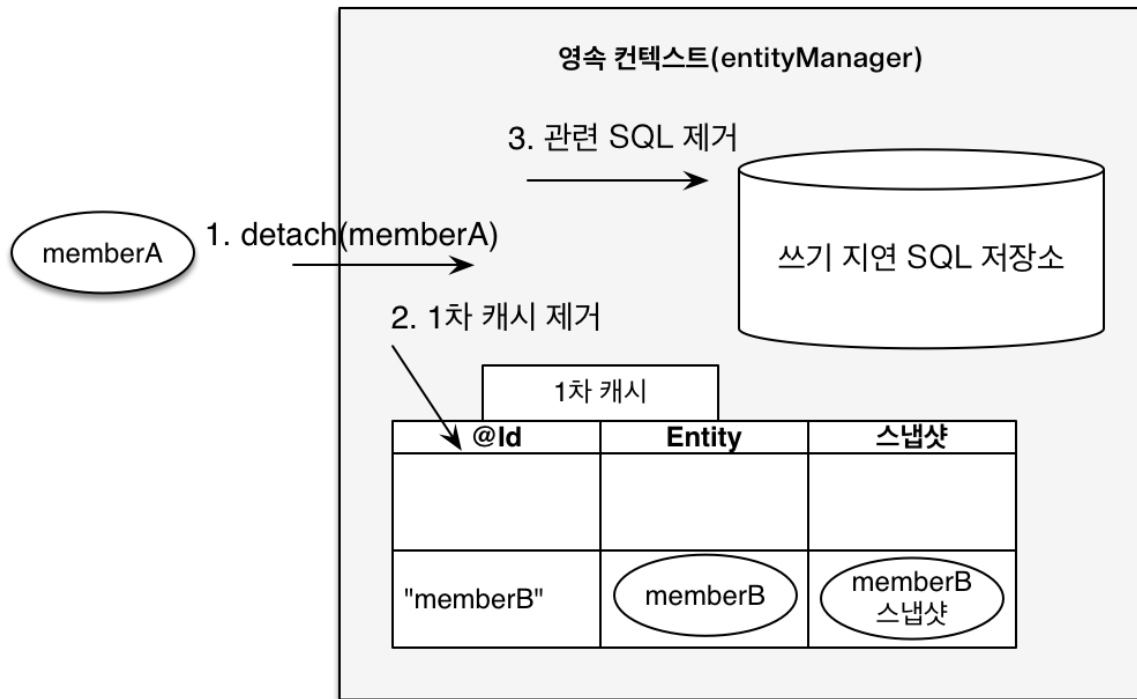 영속 컨텍스트(entityManager)
3. 관련 SQL 제거
쓰기 지연 SQL 저장소
memberA
1. detach(memberA)
2. 1차 캐시 제거
1차 캐시
@Id Entity 스냅샷
"memberB" memberB memberB
스냅샷